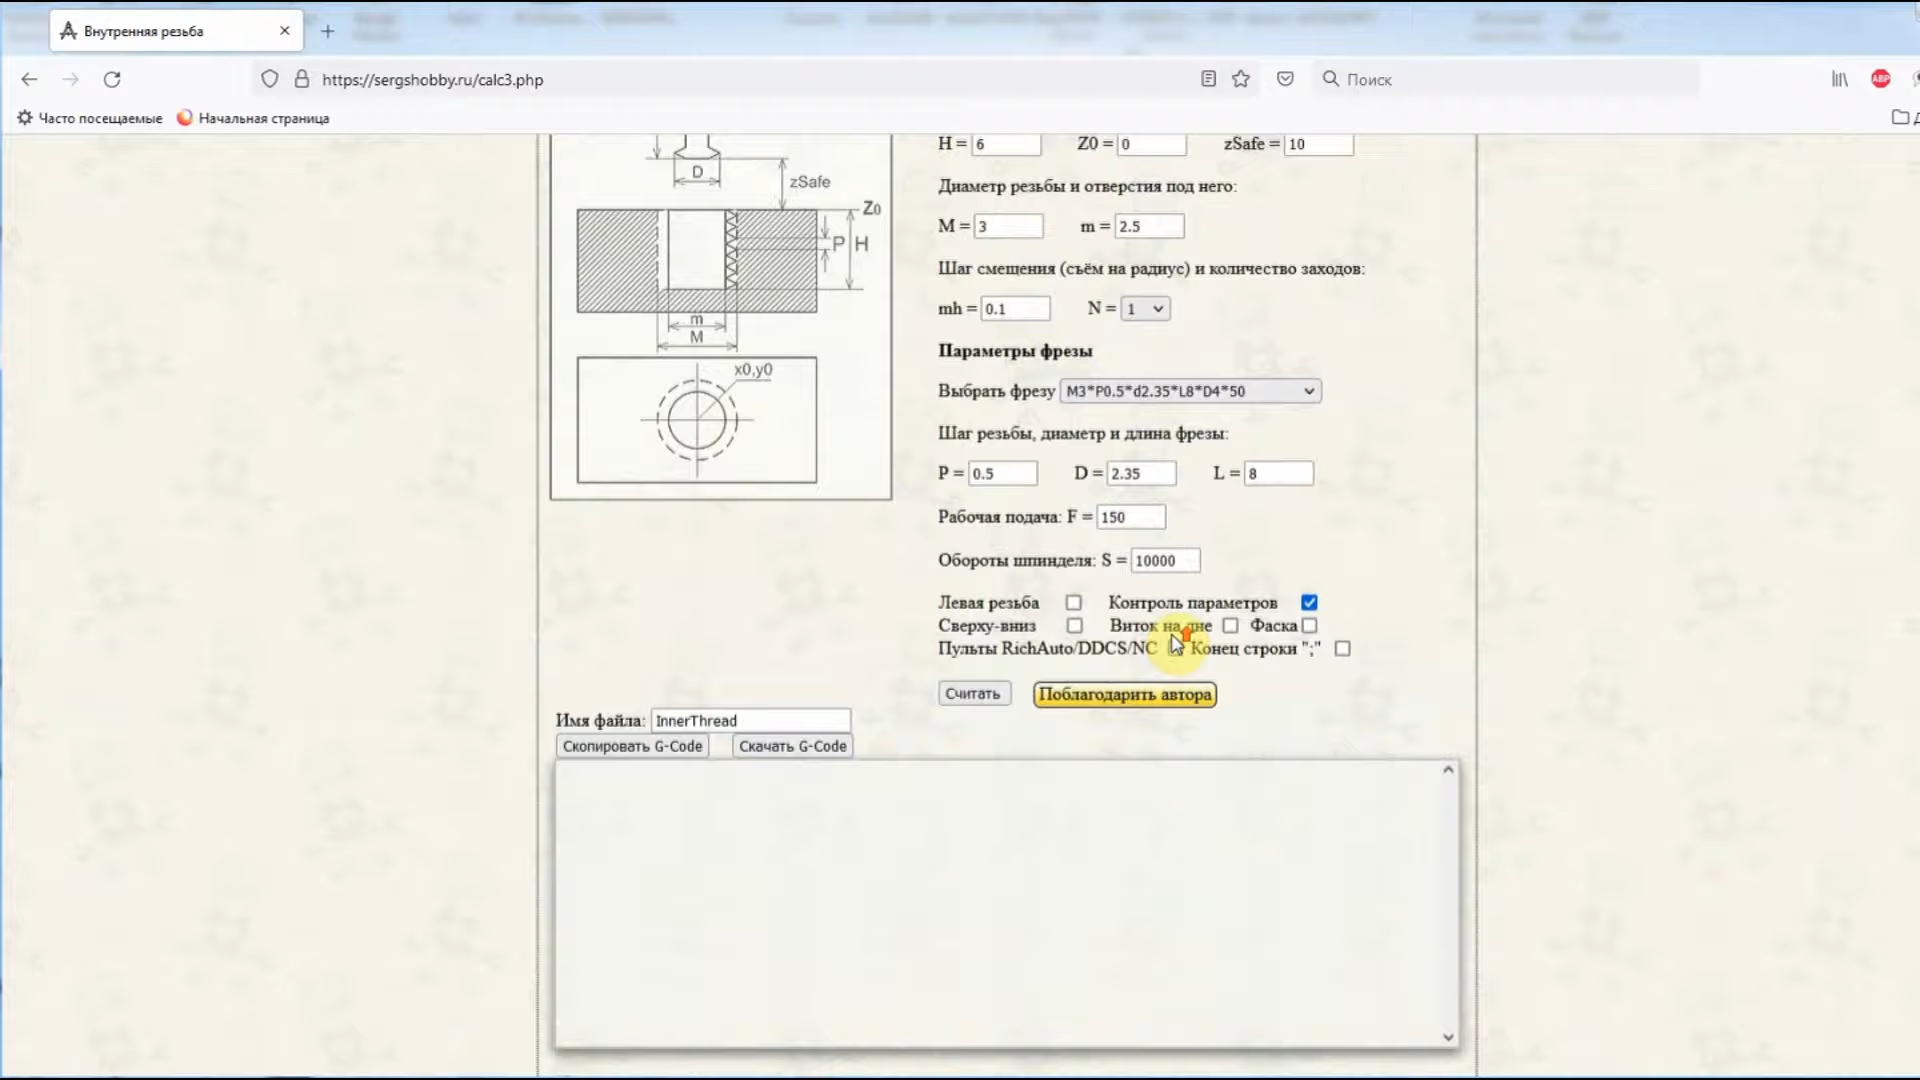 Внутренняя резьба
https://sergshobby.ru/calc3.php
Поиск
ABP
Часто посещаемые
Начальная страница
H = 6 Z0 = 0 zSafe = 10
Диаметр резьбы и отверстия под него:
M = 3 m = 2.5
Шаг смещения (съём на радиус) и количество заходов:
mh = 0.1 N = 1
Параметры фрезы
Выбрать фрезу M3*P0.5*d2.35*L8*D4*50
Шаг резьбы, диаметр и длина фрезы:
P = 0.5 D = 2.35 L = 8
Рабочая подача: F = 150
Обороты шпинделя: S = 10000
Левая резьба Контроль параметров
Сверху-вниз Виток на дне Фаска
Пульты RichAuto/DDCS/NC Конец строки ";"
Считать Поблагодарить автора
D
zSafe
Z0
P H
m
M
x0,y0
Имя файла: InnerThread
Скопировать G-Code Скачать G-Code